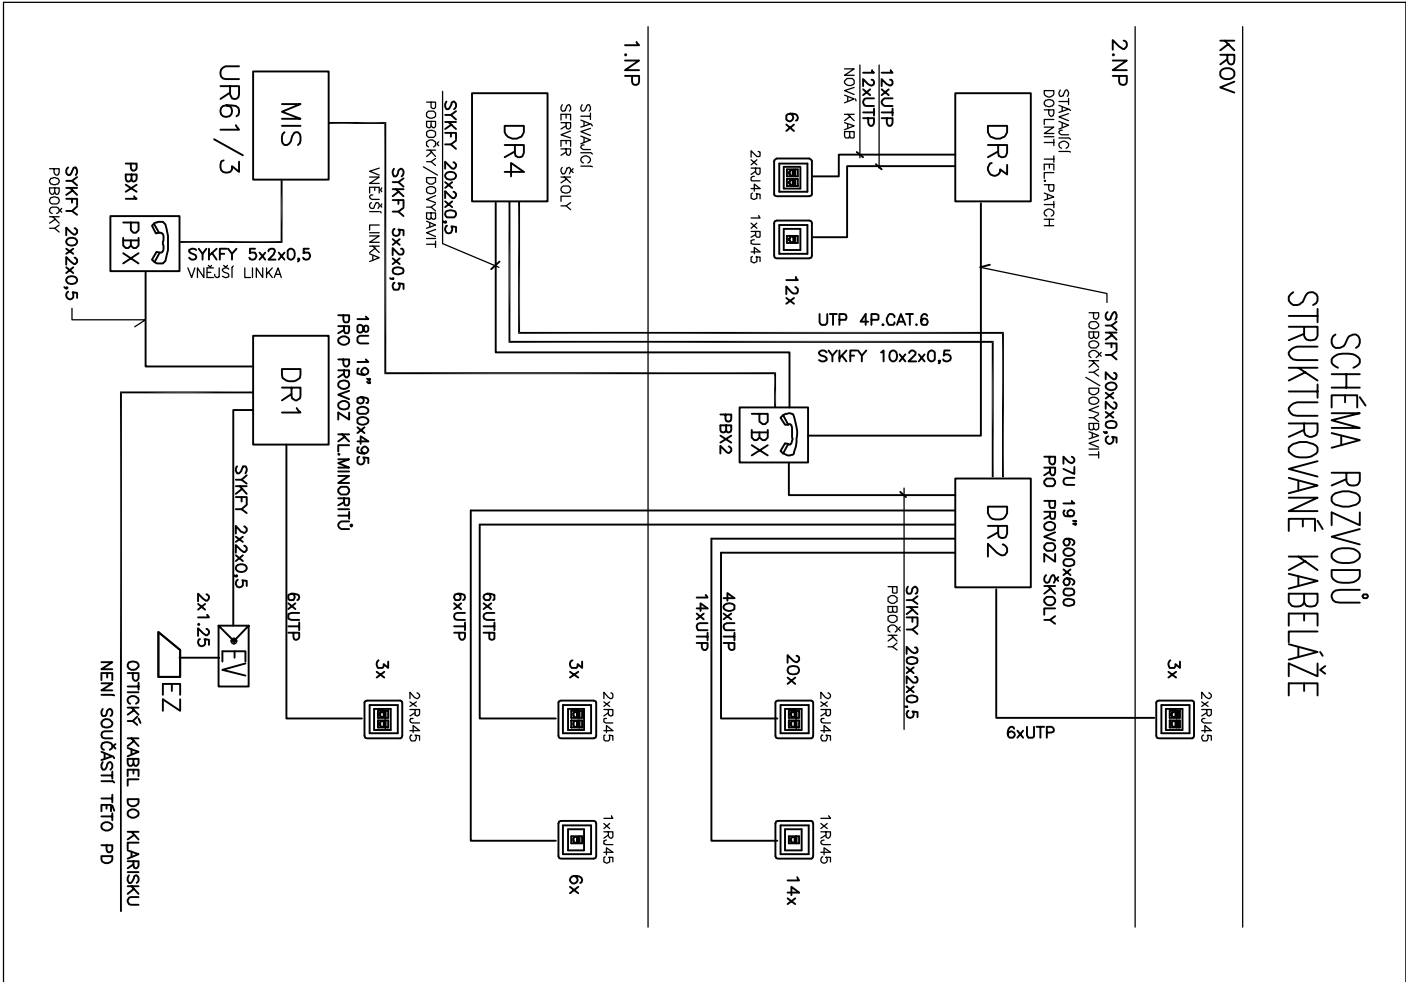 SCHÉMA ROZVODŮ
STRUKTUROVANÉ KABELÁŽE
KROV
3x
2xRJ45
6xUTP
2.NP
STÁVAJÍCÍ
DOPLNIT TEL.PATCH
DR3
12xUTP
12xUTP
NOVÁ KAB
6x
2xRJ45
1xRJ45
12x
SYKFY 20x2x0,5
POBOČKY/DOVYBAVIT
27U 19" 600x600
PRO PROVOZ ŠKOLY
DR2
UTP 4P.CAT.6
SYKFY 10x2x0,5
PBX
PBX2
SYKFY 20x2x0,5
POBOČKY
40xUTP
14xUTP
20x
2xRJ45
1xRJ45
14x
1.NP
STÁVAJÍCÍ
SERVER ŠKOLY
DR4
SYKFY 20x2x0,5
POBOČKY/DOVYBAVIT
SYKFY 5x2x0,5
VNĚJŠÍ LINKA
6xUTP
6xUTP
3x
2xRJ45
1xRJ45
6x
MIS
UR61/3
SYKFY 5x2x0,5
VNĚJŠÍ LINKA
PBX1
PBX
SYKFY 20x2x0,5
POBOČKY
18U 19" 600x495
PRO PROVOZ KL.MINORITŮ
DR1
6xUTP
3x
2xRJ45
SYKFY 2x2x0,5
EV
2x1.25
EZ
OPTICKÝ KABEL DO KLARISKU
NENÍ SOUČÁSTÍ TÉTO PD